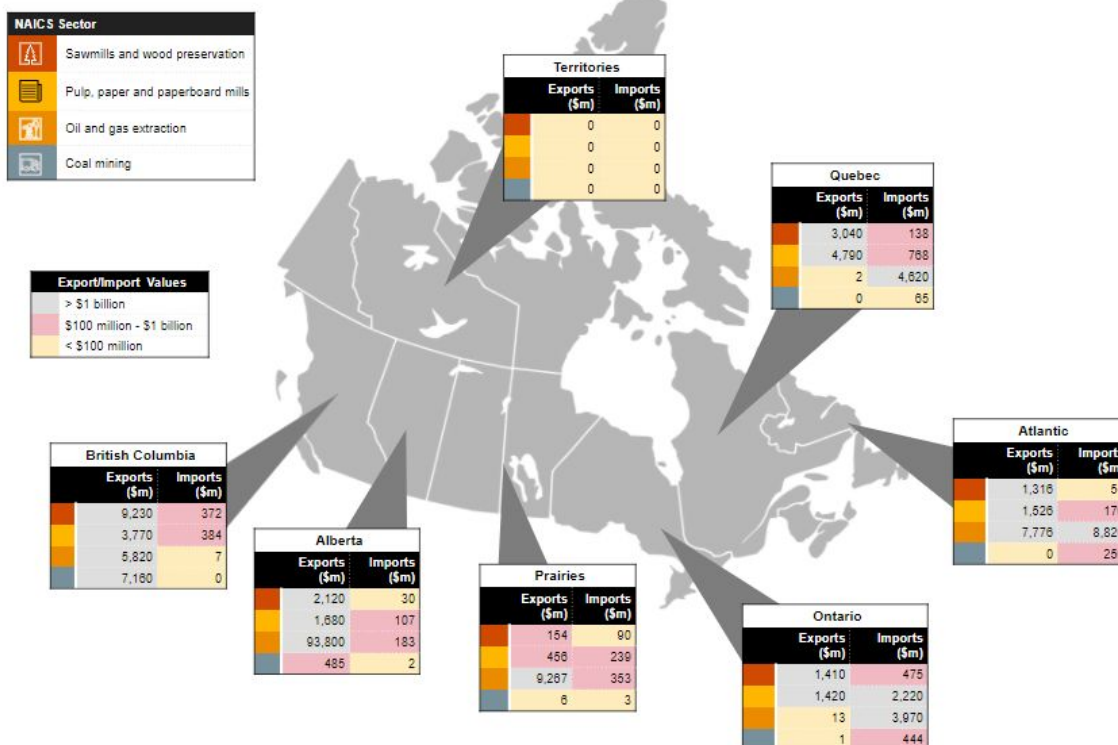 NAICS Sector
Sawmills and wood preservation
Pulp, paper and paperboard mills
Oil and gas extraction
Coal mining
Territories
Exports ($m) Imports ($m)
0 0
0 0
0 0
0 0
Quebec
Exports ($m) Imports ($m)
3,040 138
4,790 768
2 4,620
0 65
Export/Import Values
> $1 billion
$100 million - $1 billion
< $100 million
British Columbia
Exports ($m) Imports ($m)
9,230 372
3,770 384
5,820 7
7,160 0
Alberta
Exports ($m) Imports ($m)
2,120 30
1,680 107
93,800 183
485 2
Prairies
Exports ($m) Imports ($m)
154 90
456 239
9,267 353
6 3
Ontario
Exports ($m) Imports ($m)
1,410 475
1,420 2,220
13 3,970
1 444
Atlantic
Exports ($m)
1,316
1,526
7,776
0